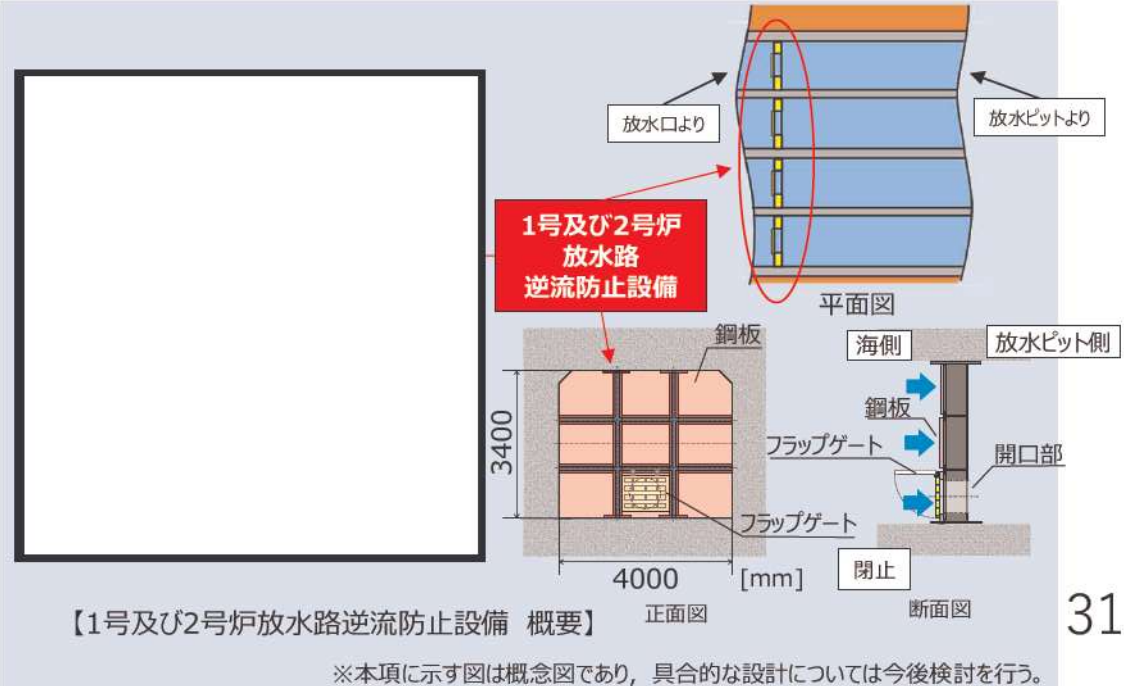 放水口より
放水ピットより
1号及び2号炉
放水路
逆流防止設備
平面図
鋼板
海側
放水ピット側
3400
鋼板
フラップゲート
開口部
フラップゲート
4000
[mm]
閉止
正面図
断面図
【1号及び2号炉放水路逆流防止設備 概要】
31
※本項に示す図は概念図であり，具合的な設計については今後検討を行う。